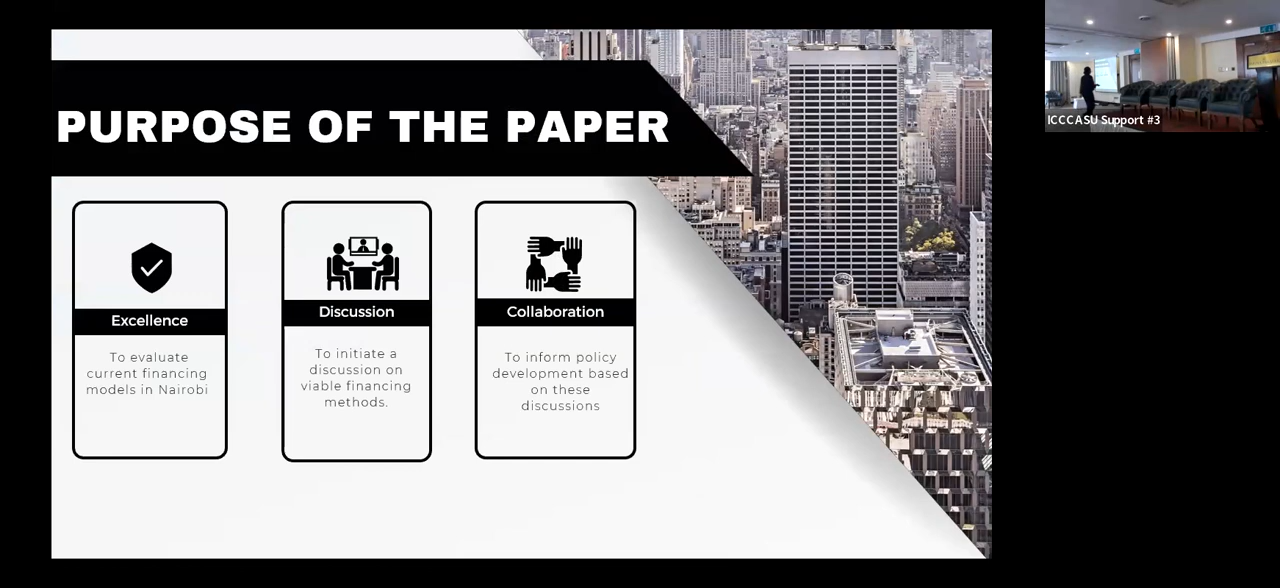 PURPOSE OF THE PAPER
Excellence
To evaluate
current financing
models in Nairobi
Discussion
To initiate a
discussion on
viable financing
methods.
Collaboration
To inform policy
development based
on these
discussions
ICCCASU Support #3